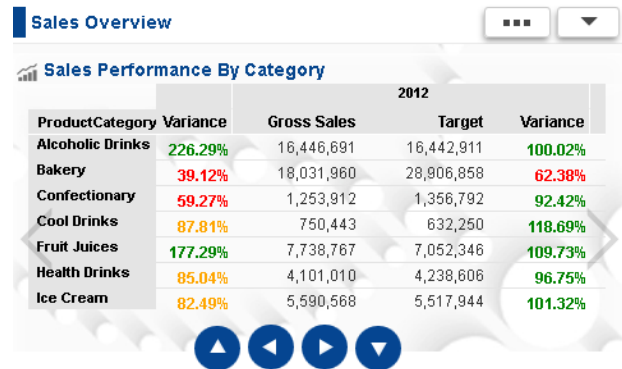 Sales Overview
Sales Performance By Category
2012
ProductCategory Variance Gross Sales Target Variance
Alcoholic Drinks 226.29% 16,446,691 16,442,911 100.02%
Bakery 39.12% 18,031,960 28,906,858 62.38%
Confectionary 59.27% 1,253,912 1,356,792 92.42%
Cool Drinks 87.81% 750,443 632,250 118.69%
Fruit Juices 177.29% 7,738,767 7,052,346 109.73%
Health Drinks 85.04% 4,101,010 4,238,606 96.75%
Ice Cream 82.49% 5,590,568 5,517,944 101.32%